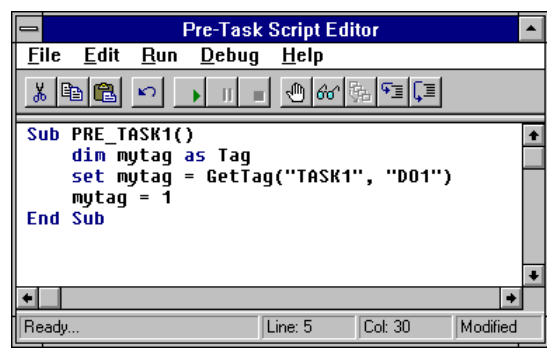 Pre-Task Script Editor
File Edit Run Debug Help
Sub PRE_TASK1()
    dim mytag as Tag
    set mytag = GetTag("TASK1", "DO1")
    mytag = 1
End Sub
Ready... Line: 5 Col: 30 Modified